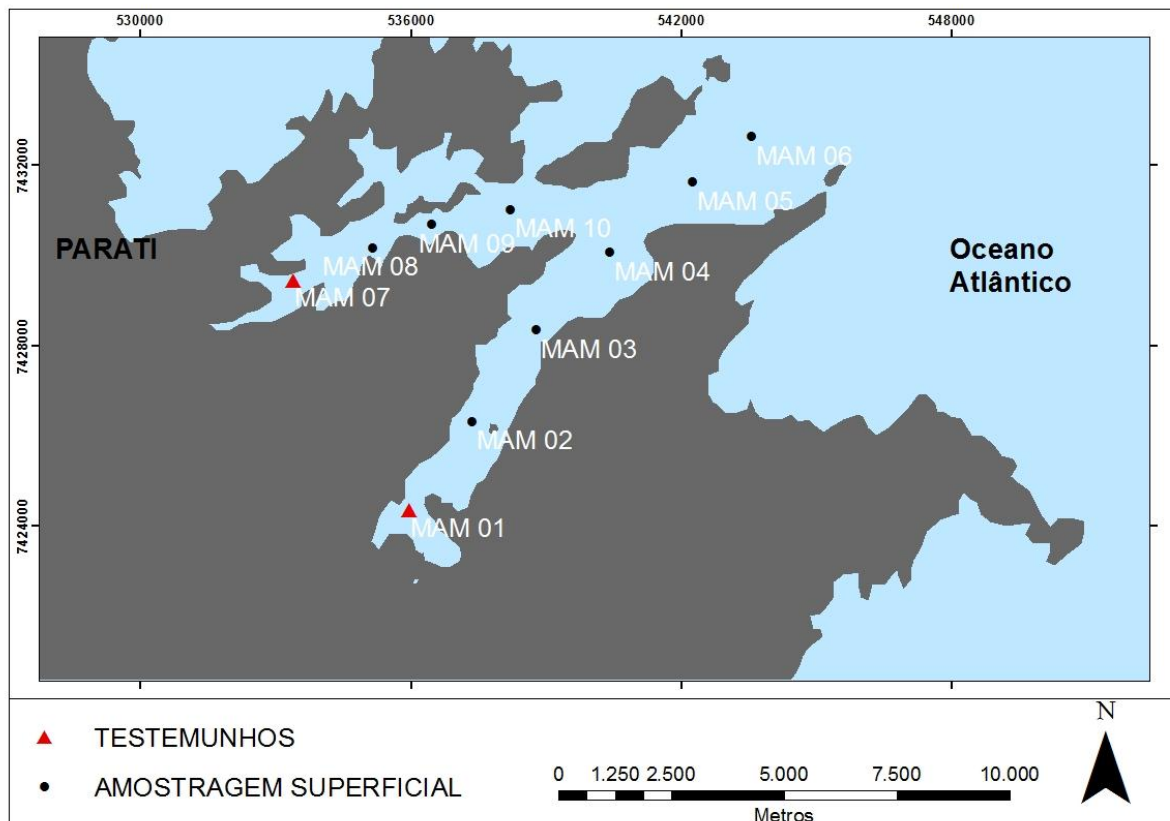 530000
536000
542000
548000
7432000
7428000
7424000
MAM 06
MAM 05
MAM 10
MAM 09
PARATI
MAM 08
MAM 04
Oceano
Atlântico
MAM 07
MAM 03
MAM 02
MAM 01
TESTEMUNHOS
AMOSTRAGEM SUPERFICIAL
0 1.250 2.500 5.000 7.500 10.000
Metros
N